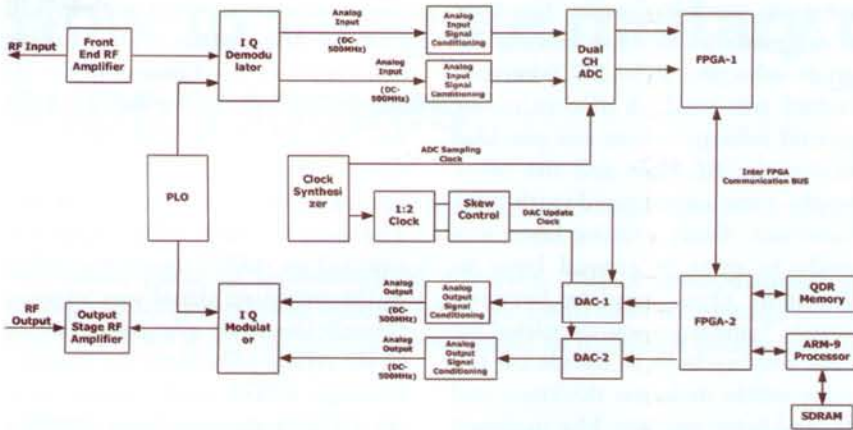 RF Input
Front
End RF
Amplifier
I Q
Demodu
lator
Analog
Input
(DC-
500MHz)
Analog
Input
Signal
Conditioning
Analog
Input
(DC-
500MHz)
Analog
Input
Signal
Conditioning
Dual
CH
ADC
FPGA-1
PLO
Clock
Synthesi
zer
ADC Sampling
Clock
1:2
Clock
Skew
Control
DAC Update
Clock
Inter FPGA
Communication BUS
RF
Output
Output
Stage RF
Amplifier
I Q
Modulat
or
Analog
Output
(DC-
500MHz)
Analog
Output
Signal
Conditioning
Analog
Output
(DC-
500MHz)
Analog
Output
Signal
Conditioning
DAC-1
DAC-2
FPGA-2
QDR
Memory
ARM-9
Processor
SDRAM